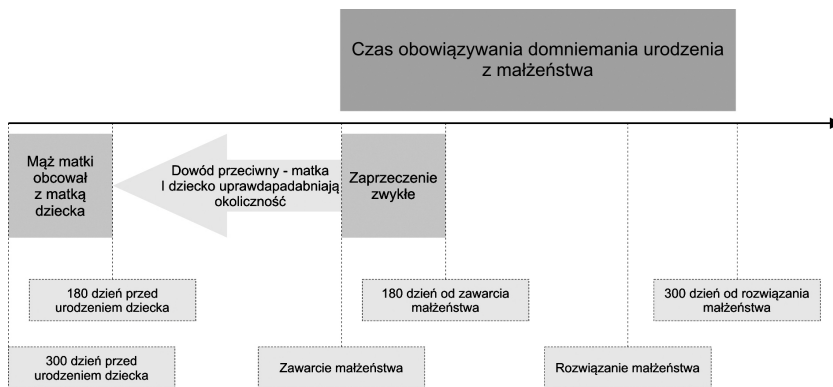 Czas obowiązywania domniemania urodzenia
z małżeństwa
Mąż matki
obcował
z matką
dziecka
Dowód przeciwny - matka
I dziecko uprawdapadabniają
okoliczność
Zaprzeczenie
zwykłe
180 dzień przed
urodzeniem dziecka
180 dzień od zawarcia
małżeństwa
300 dzień od rozwiązania
małżeństwa
300 dzień przed
urodzeniem dziecka
Zawarcie małżeństwa
Rozwiązanie małżeństwa